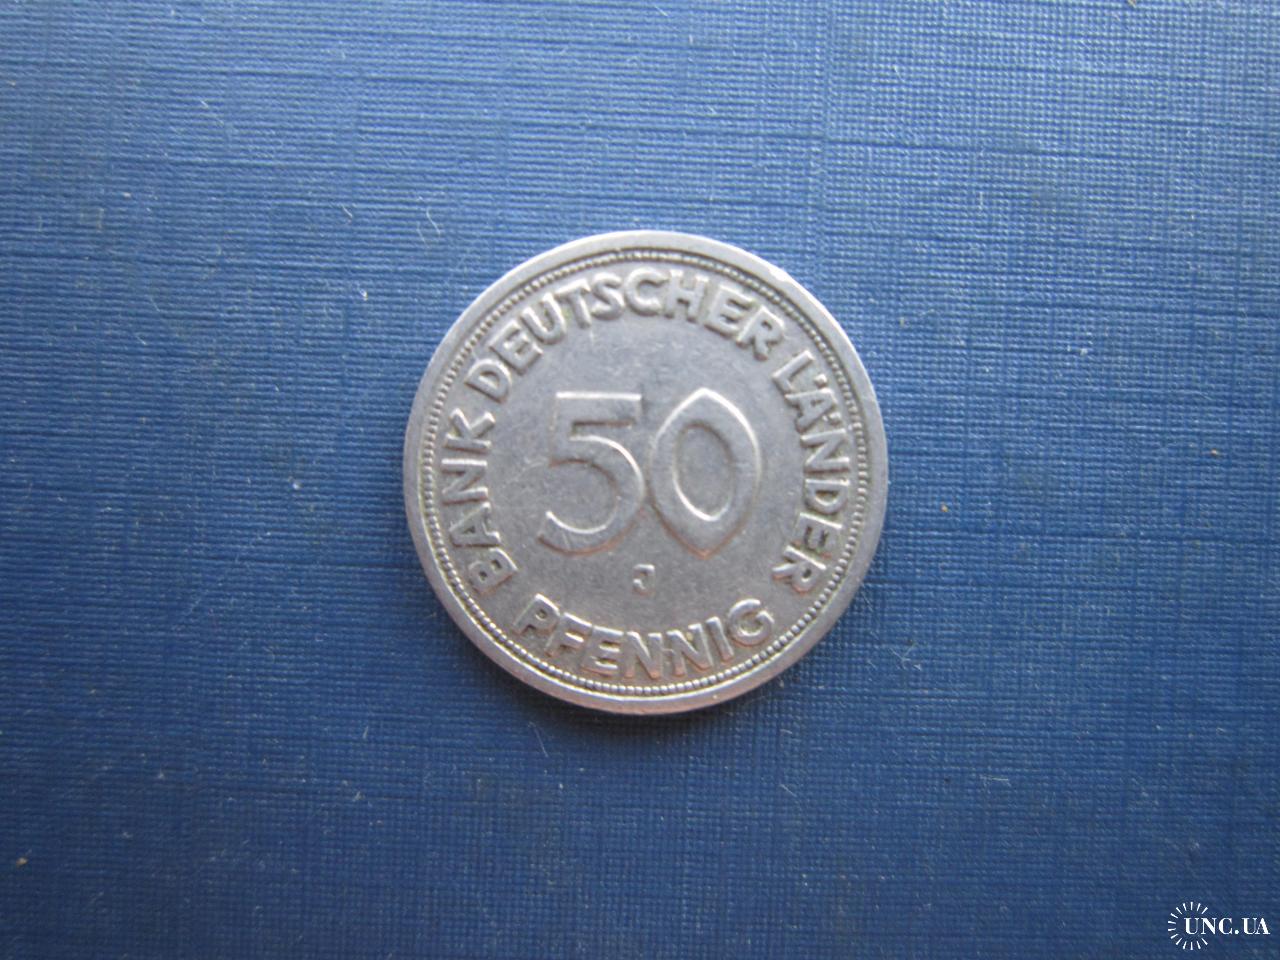 BANK DEUTSCHER LÄNDER
50
J
PFENNIG
UNC.UA